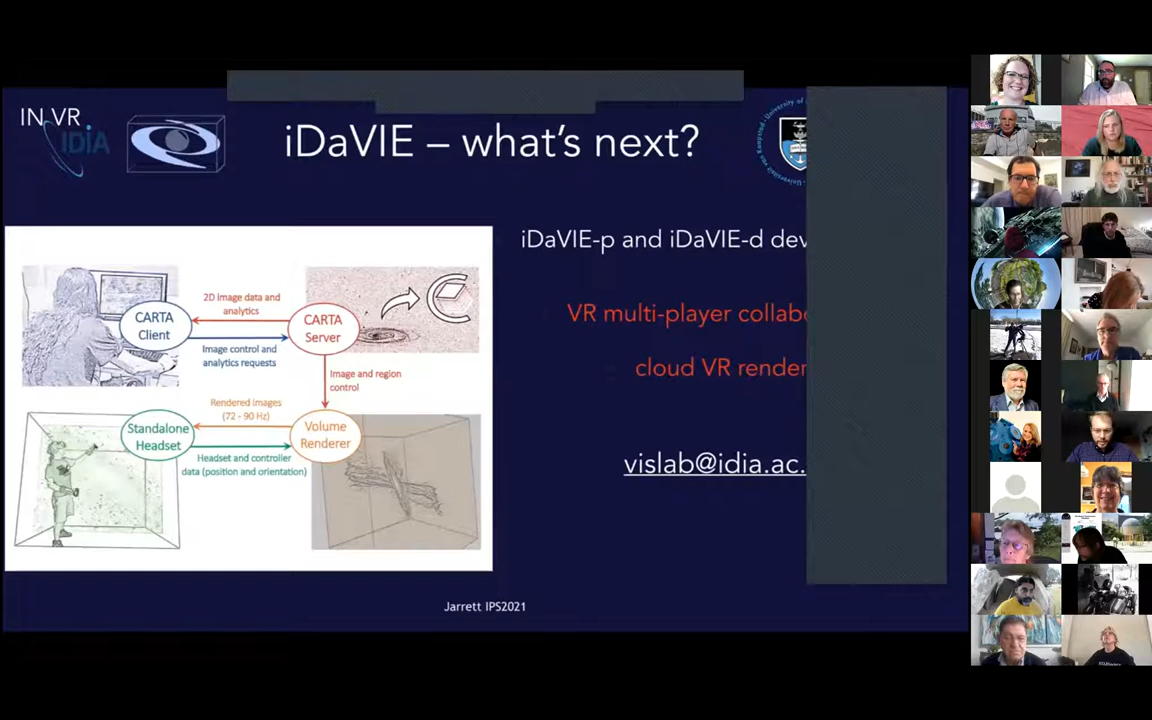 IN VR
IDIA
iDaVIE – what's next?
iDaVIE-p and iDaVIE-d dev
VR multi-player collabo
cloud VR render
vislab@idia.ac.
2D image data and
analytics
CARTA
Client
CARTA
Server
Image control and
analytics requests
Image and region
control
Rendered images
(72 - 90 Hz)
Standalone
Headset
Volume
Renderer
Headset and controller
data (position and orientation)
Jarrett IPS2021